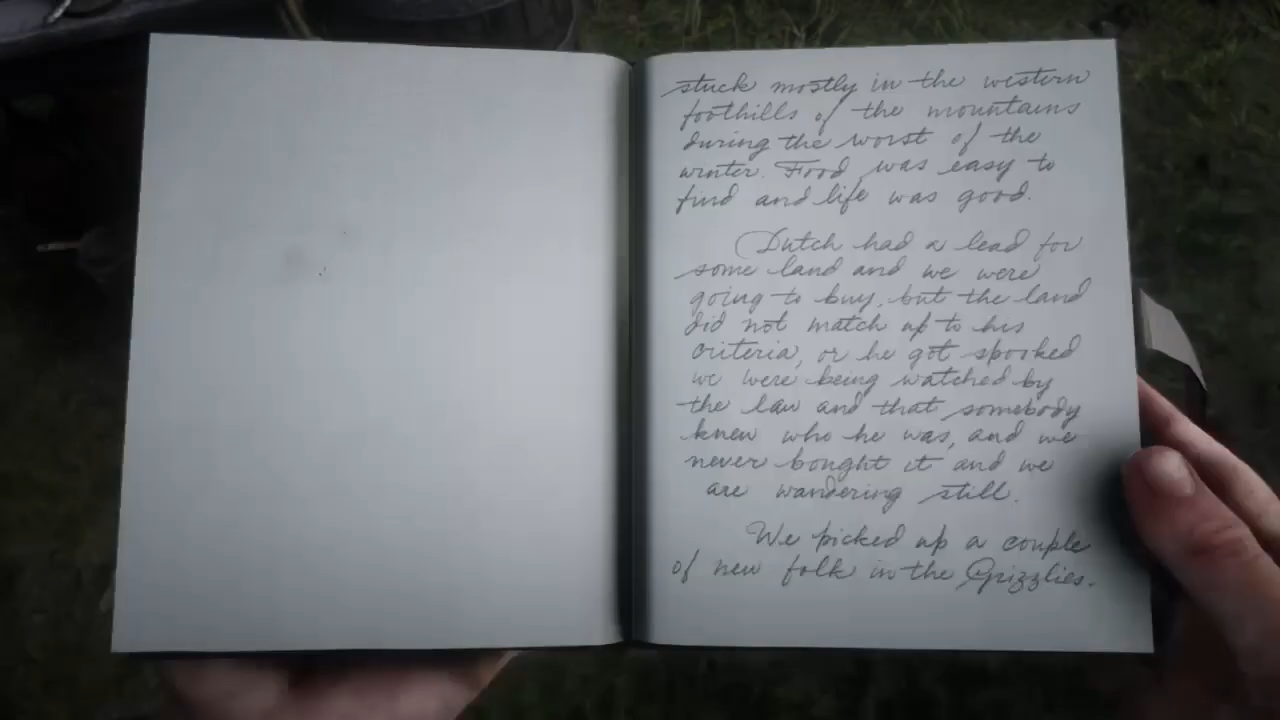 stuck mostly in the western
foothills of the mountains
during the worst of the
winter. Food was easy to
find and life was good.
Dutch had a lead for
some land and we were
going to buy, but the land
did not match up to his
criteria, or he got spooked
we were being watched by
the law and that somebody
knew who he was, and we
never bought it and we
are wandering still.
We picked up a couple
of new folk in the Grizzlies.